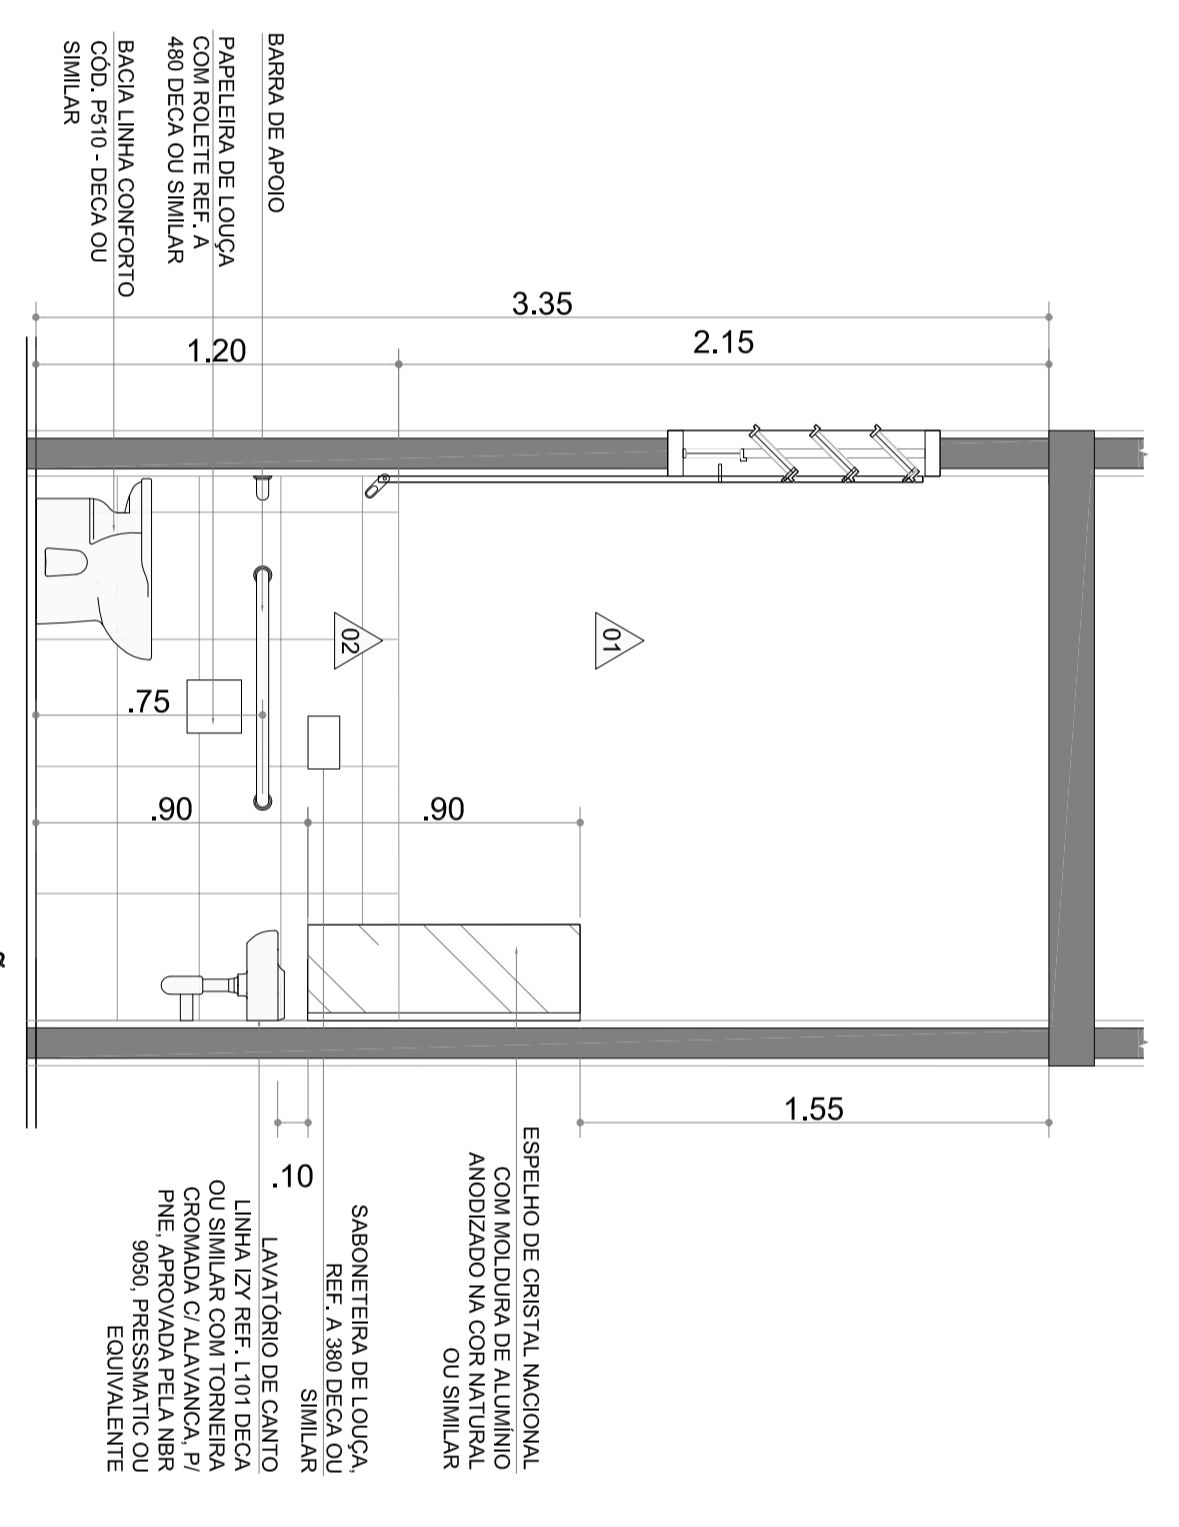 BARRA DE APOIO
PAPELEIRA DE LOUÇA
COM ROLETE REF. A
480 DECA OU SIMILAR
BACIA LINHA CONFORTO
CÓD. P510 - DECA OU
SIMILAR
3.35
1.20
2.15
01
02
.75
.90
.90
1.55
.10
ESPELHO DE CRISTAL NACIONAL
COM MOLDURA DE ALUMÍNIO
ANODIZADO NA COR NATURAL
OU SIMILAR
SABONETEIRA DE LOUÇA,
REF. A 380 DECA OU
SIMILAR
LAVATÓRIO DE CANTO
LINHA IZY REF. L101 DECA
OU SIMILAR COM TORNEIRA
CROMADA C/ ALAVANCA, P/
PNE, APROVADA PELA NBR
9050, PRESSMATIC OU
EQUIVALENTE